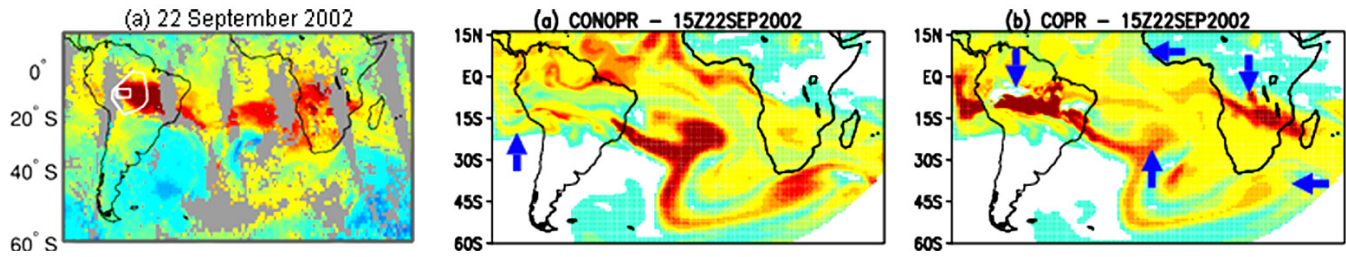 (a) 22 September 2002
0°
20° S
40° S
60° S
(a) CONOPR - 15Z22SEP2002
15N
EQ
15S
30S
45S
60S
(b) COPR - 15Z22SEP2002
15N
EQ
15S
30S
45S
60S